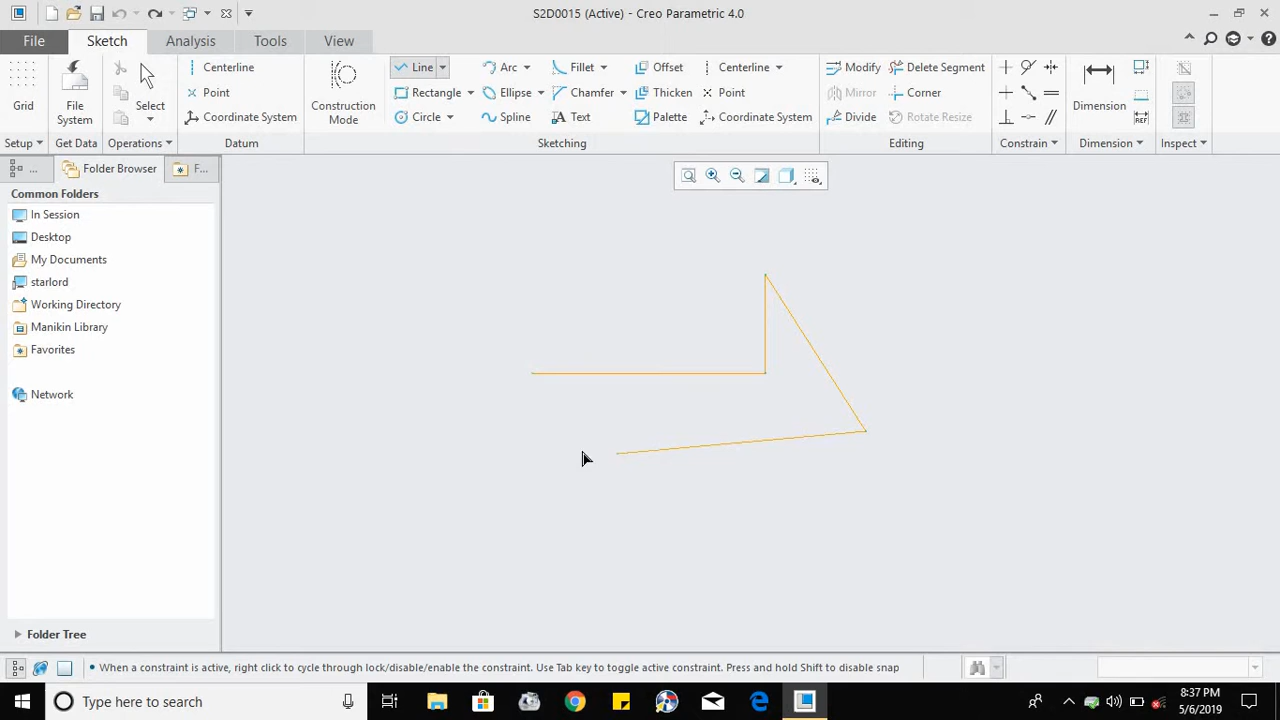 S2D0015 (Active) - Creo Parametric 4.0
File
Sketch
Analysis
Tools
View
Grid
Setup
File System
Get Data
Select
Operations
Centerline
Point
Coordinate System
Datum
Construction Mode
Line
Rectangle
Circle
Arc
Ellipse
Spline
Fillet
Chamfer
Text
Offset
Thicken
Palette
Centerline
Point
Coordinate System
Sketching
Modify
Mirror
Divide
Delete Segment
Corner
Rotate Resize
Editing
Constrain
Dimension
REF
Dimension
Inspect
...
Folder Browser
F...
Common Folders
In Session
Desktop
My Documents
starlord
Working Directory
Manikin Library
Favorites
Network
Folder Tree
• When a constraint is active, right click to cycle through lock/disable/enable the constraint. Use Tab key to toggle active constraint. Press and hold Shift to disable snap
Type here to search
8:37 PM
5/6/2019